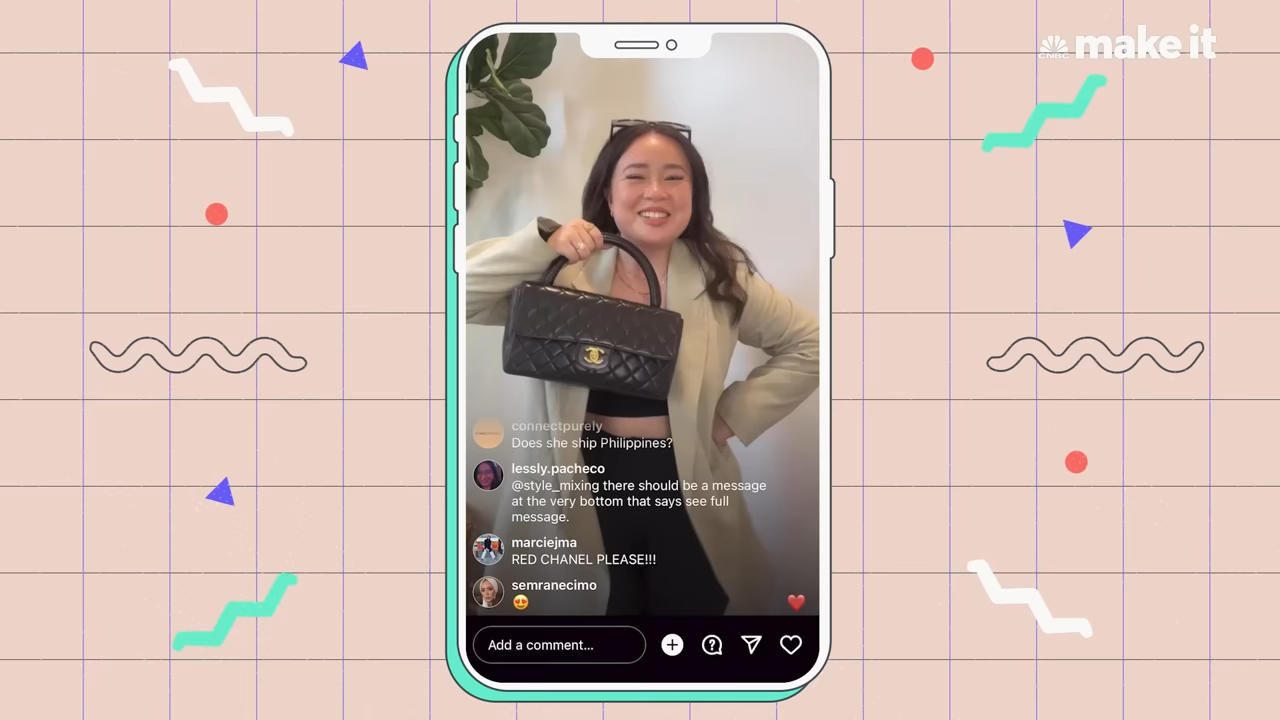 CNBC make it
connectpurely
Does she ship Philippines?
lessly.pacheco
@style_mixing there should be a message
at the very bottom that says see full
message.
marciejma
RED CHANEL PLEASE!!!
semranecimo
😍
Add a comment...